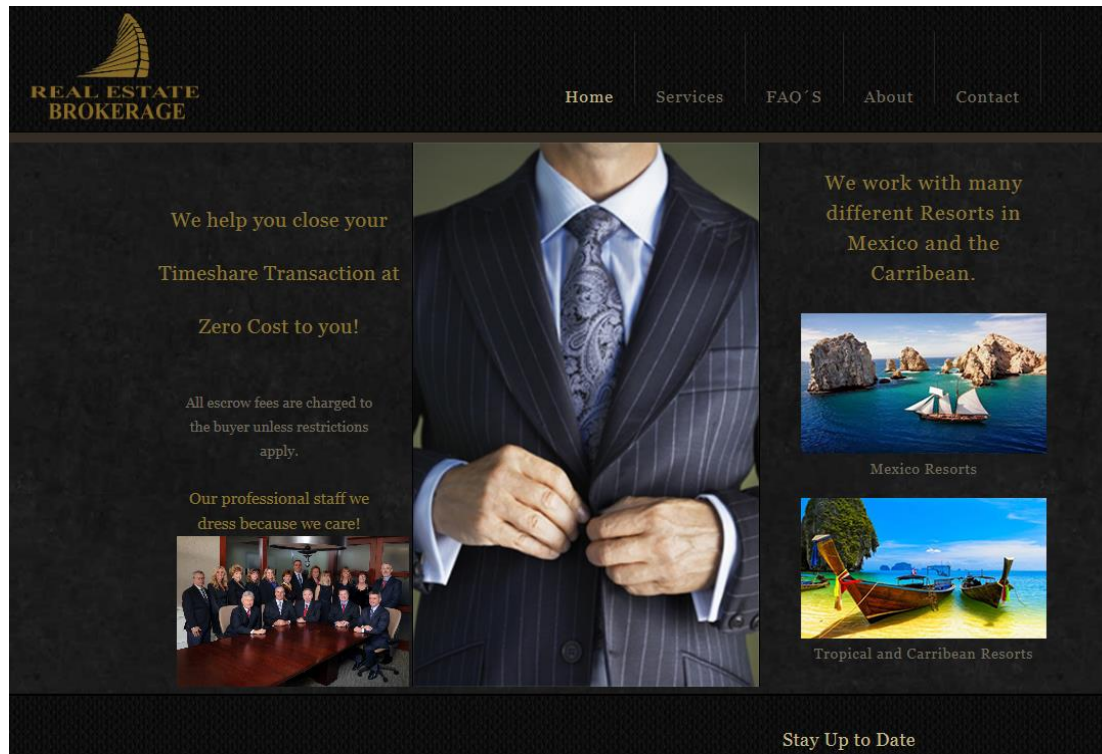 REAL ESTATE
BROKERAGE
Home
Services
FAQ´S
About
Contact
We help you close your
Timeshare Transaction at
Zero Cost to you!
All escrow fees are charged to
the buyer unless restrictions
apply.
Our professional staff we
dress because we care!
We work with many
different Resorts in
Mexico and the
Carribean.
Mexico Resorts
Tropical and Carribean Resorts
Stay Up to Date